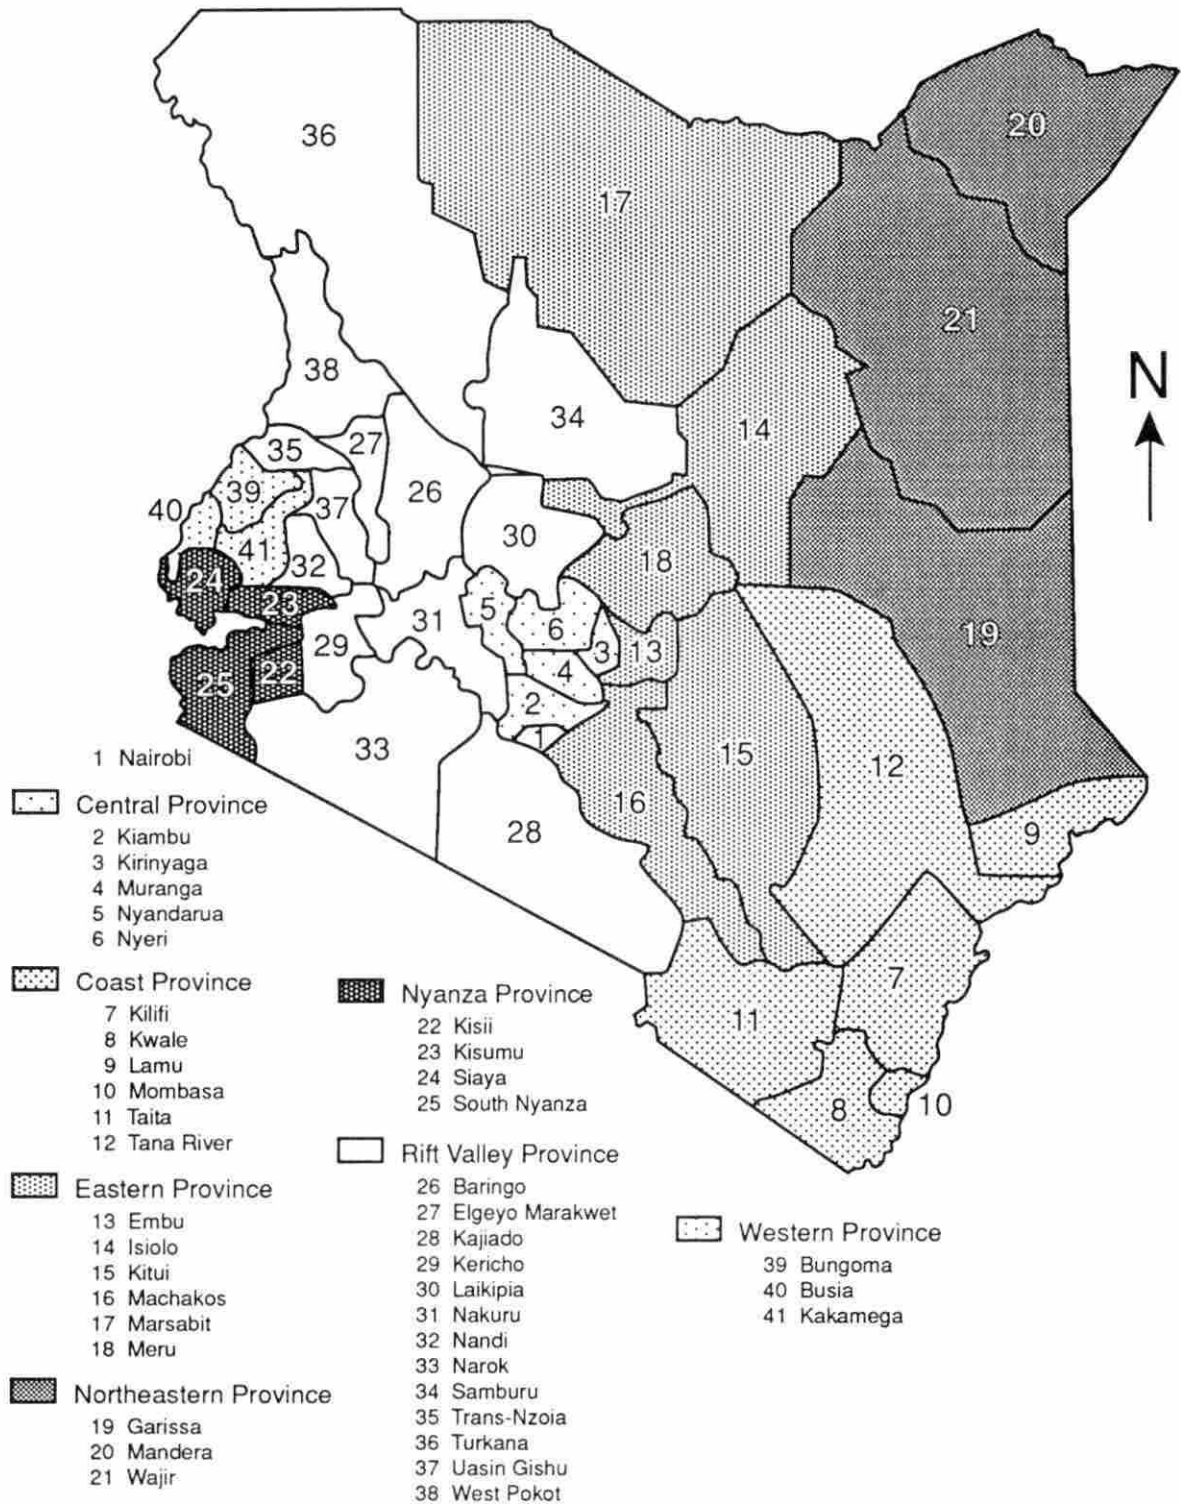 36
20
17
21
N
38
34
14
27
35
39
26
40
37
30
41
32
18
24
23
5
31
6
19
29
3
13
22
4
25
2
1
33
15
12
16
28
9
7
11
10
8
1 Nairobi
Central Province
2 Kiambu
3 Kirinyaga
4 Muranga
5 Nyandarua
6 Nyeri
Coast Province
7 Kilifi
8 Kwale
9 Lamu
10 Mombasa
11 Taita
12 Tana River
Eastern Province
13 Embu
14 Isiolo
15 Kitui
16 Machakos
17 Marsabit
18 Meru
Northeastern Province
19 Garissa
20 Mandera
21 Wajir
Nyanza Province
22 Kisii
23 Kisumu
24 Siaya
25 South Nyanza
Rift Valley Province
26 Baringo
27 Elgeyo Marakwet
28 Kajiado
29 Kericho
30 Laikipia
31 Nakuru
32 Nandi
33 Narok
34 Samburu
35 Trans-Nzoia
36 Turkana
37 Uasin Gishu
38 West Pokot
Western Province
39 Bungoma
40 Busia
41 Kakamega